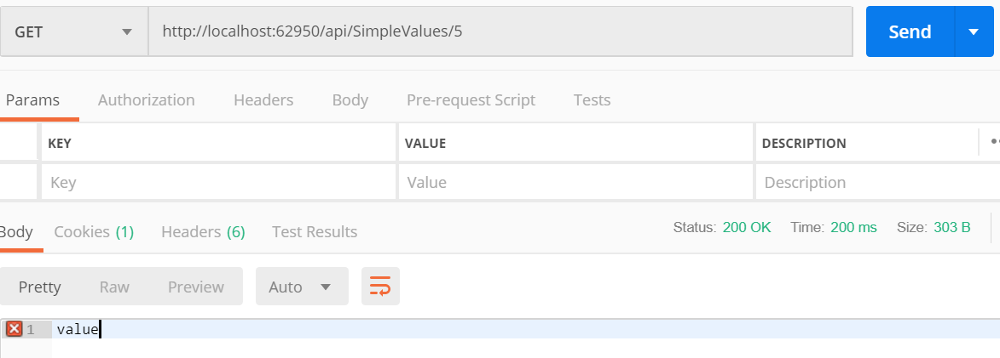 GET http://localhost:62950/api/SimpleValues/5 Send
Params Authorization Headers Body Pre-request Script Tests
KEY VALUE DESCRIPTION
Key Value Description
Body Cookies (1) Headers (6) Test Results Status: 200 OK Time: 200 ms Size: 303 B
Pretty Raw Preview Auto
1 value